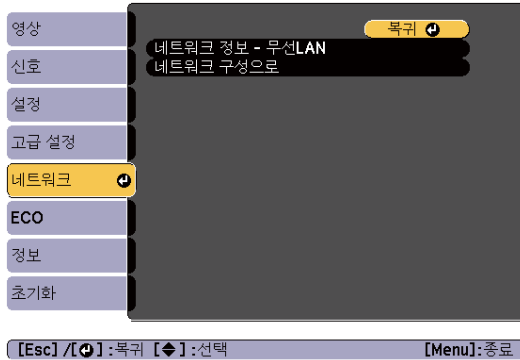 영상
신호
설정
고급 설정
네트워크
ECO
정보
초기화
복귀
네트워크 정보 - 무선LAN
네트워크 구성으로
[Esc] /[⏎] :복귀 [◆] :선택 [Menu]:종료